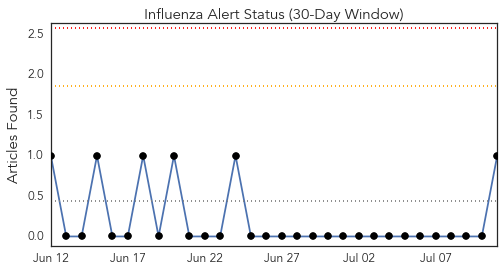 Influenza Alert Status (30-Day Window)
Articles Found
2.5
2.0
1.5
1.0
0.5
0.0
Jun 12 Jun 17 Jun 22 Jun 27 Jul 02 Jul 07